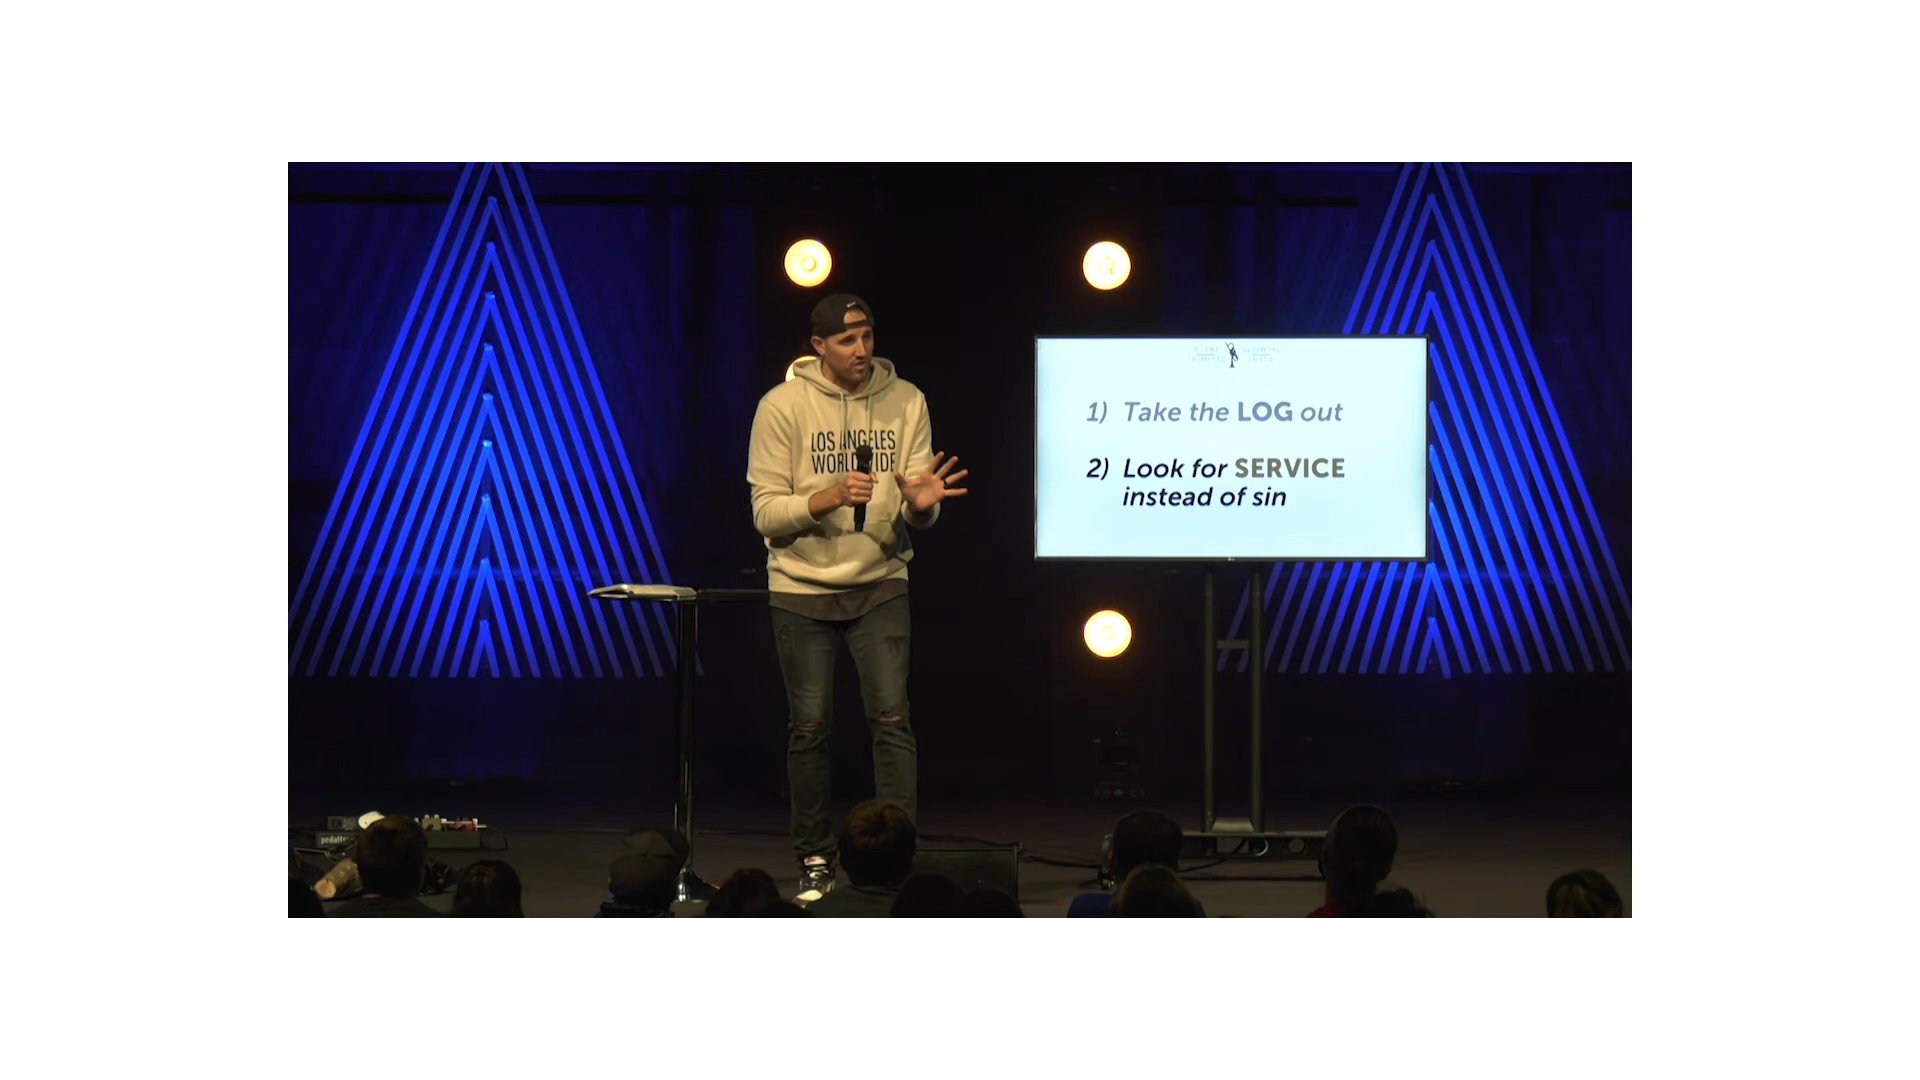 LOS ANGELES
WORLDWIDE
1) Take the LOG out
2) Look for SERVICE
instead of sin